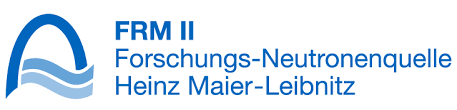 FRM II
Forschungs-Neutronenquelle
Heinz Maier-Leibnitz